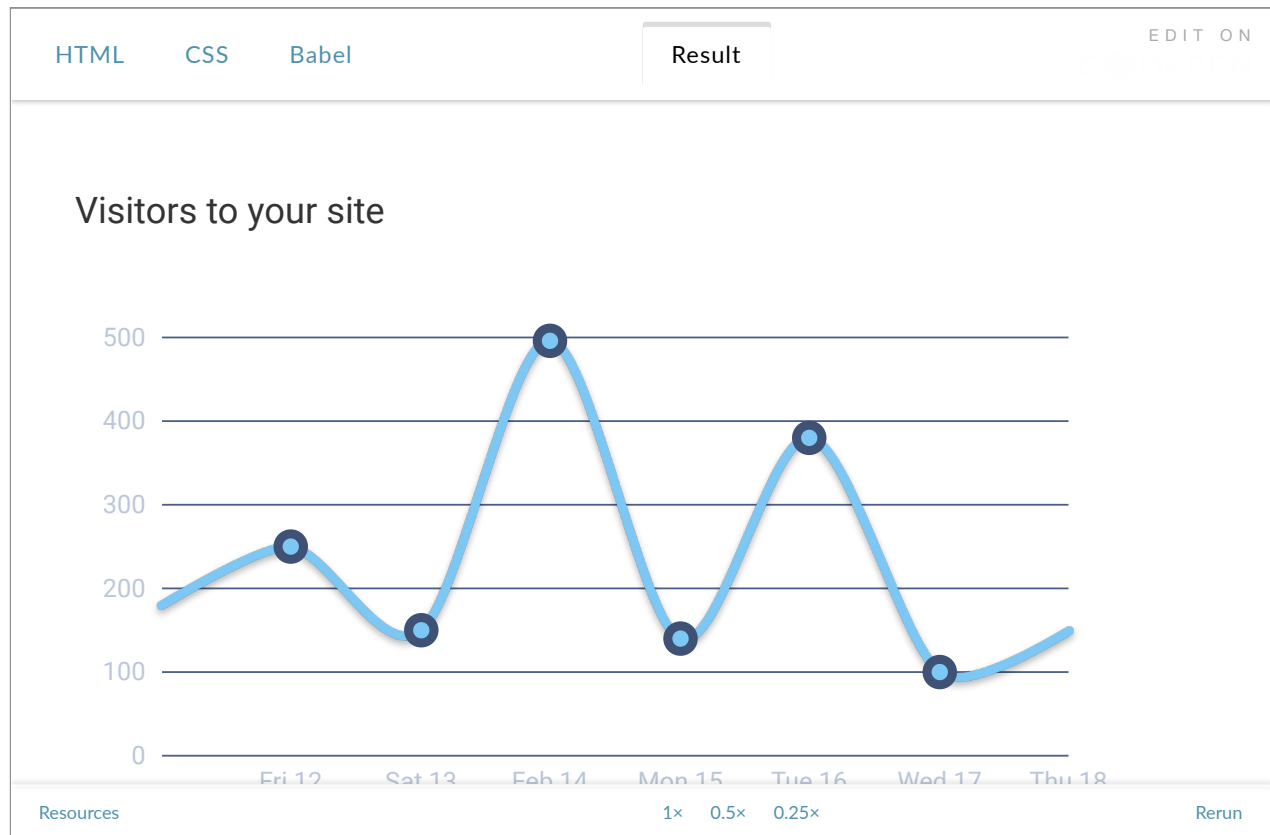 HTML CSS Babel Result EDIT ON
Visitors to your site
500
400
300
200
100
0
Fri 12 Sat 13 Feb 14 Mon 15 Tue 16 Wed 17 Thu 18
Resources 1× 0.5× 0.25× Rerun